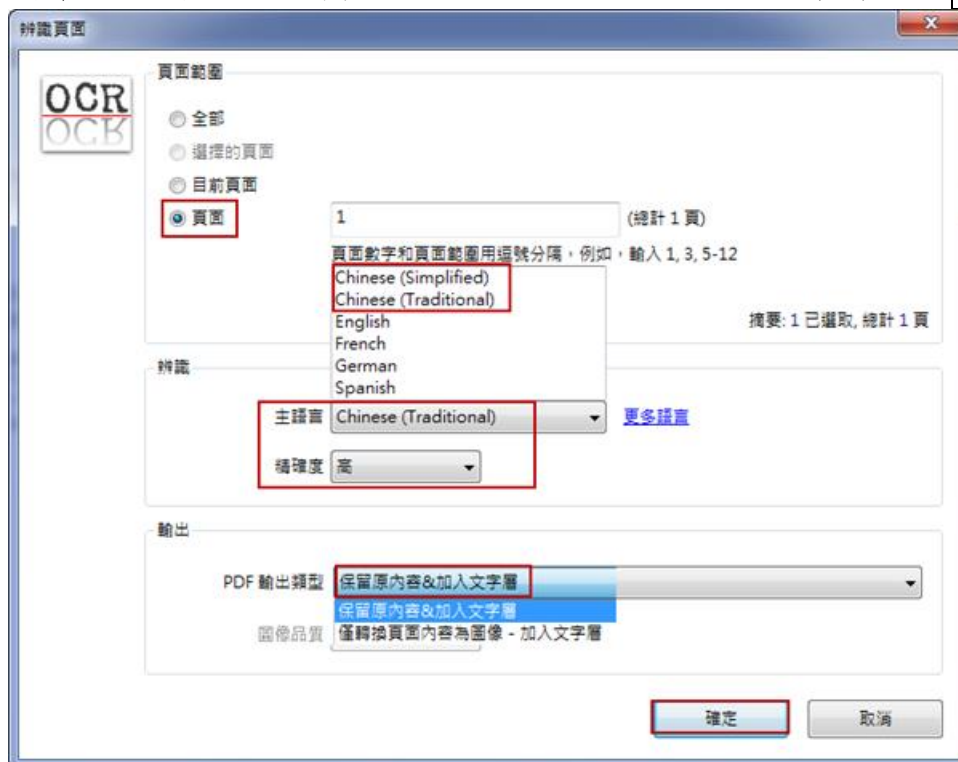 辨識頁面
頁面範圍
OCR
全部
選擇的頁面
目前頁面
頁面 1 (總計 1 頁)
頁面數字和頁面範圍用逗號分隔,例如,輸入 1, 3, 5-12
Chinese (Simplified)
Chinese (Traditional)
English
French
German
Spanish
摘要: 1 已選取, 總計 1 頁
辨識
主語言 Chinese (Traditional) 更多語言
精確度 高
輸出
PDF 輸出類型 保留原內容&加入文字層
保留原內容&加入文字層
圖像品質 僅轉換頁面內容為圖像 - 加入文字層
確定 取消